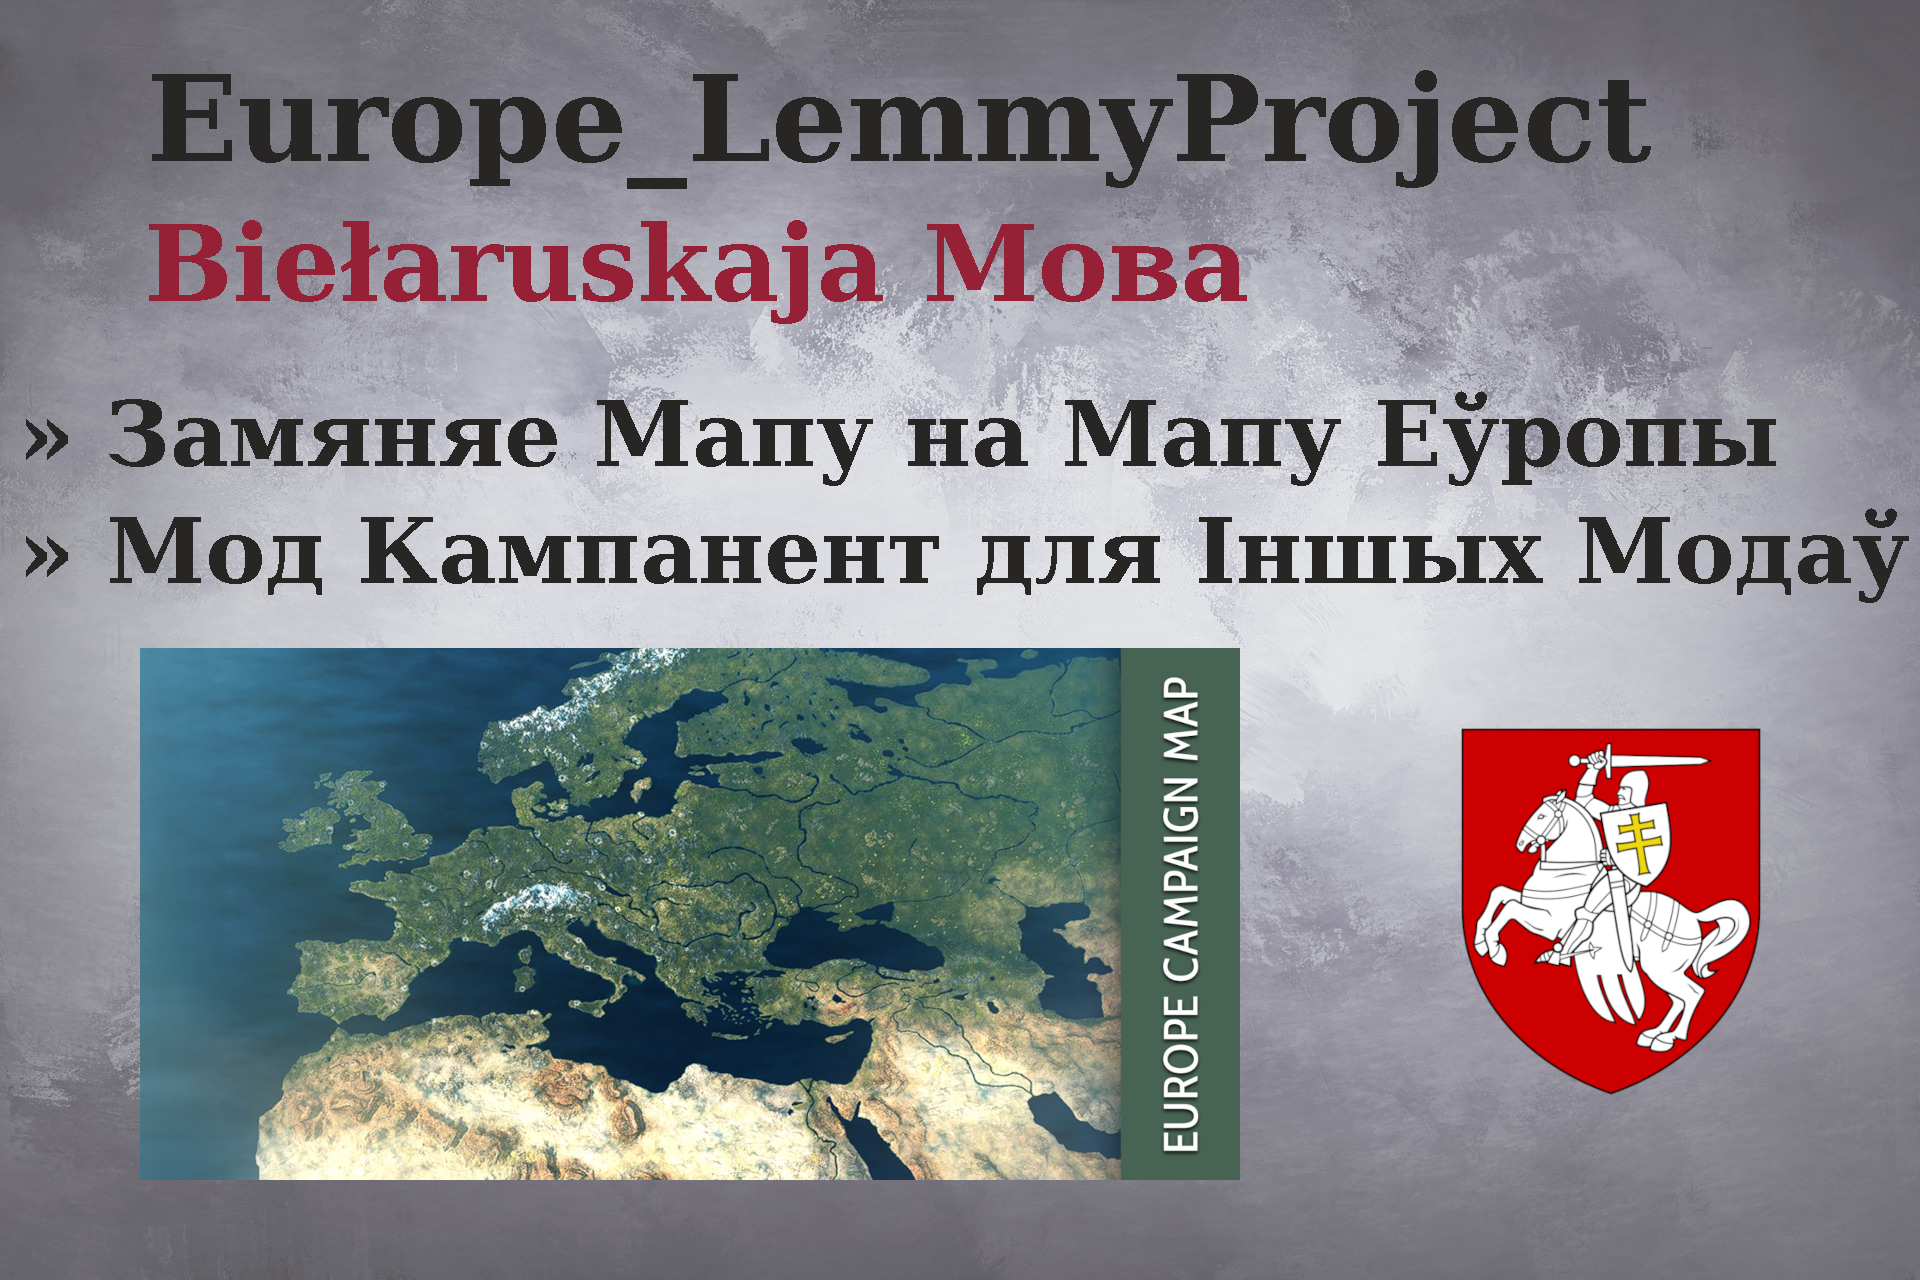 Europe_LemmyProject
Biełaruskaja Мова
» Замяняе Мапу на Мапу Еўропы
» Мод Кампанент для Іншых Модаў
EUROPE CAMPAIGN MAP